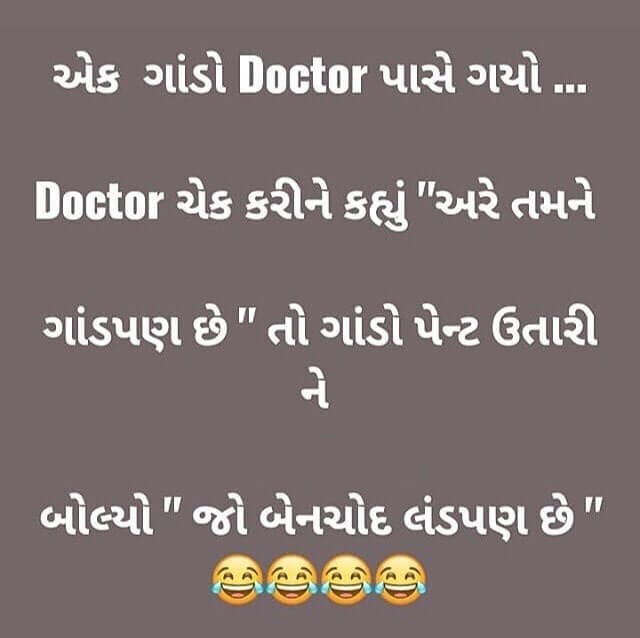 એક ગાંડો Doctor પાસે ગયો ...
Doctor ચેક કરીને કહ્યું "અરે તમને
ગાંડપણ છે " તો ગાંડો પેન્ટ ઉતારી
ને
બોલ્યો " જો બેનચોદ લંડપણ છે "
😂😂😂😂